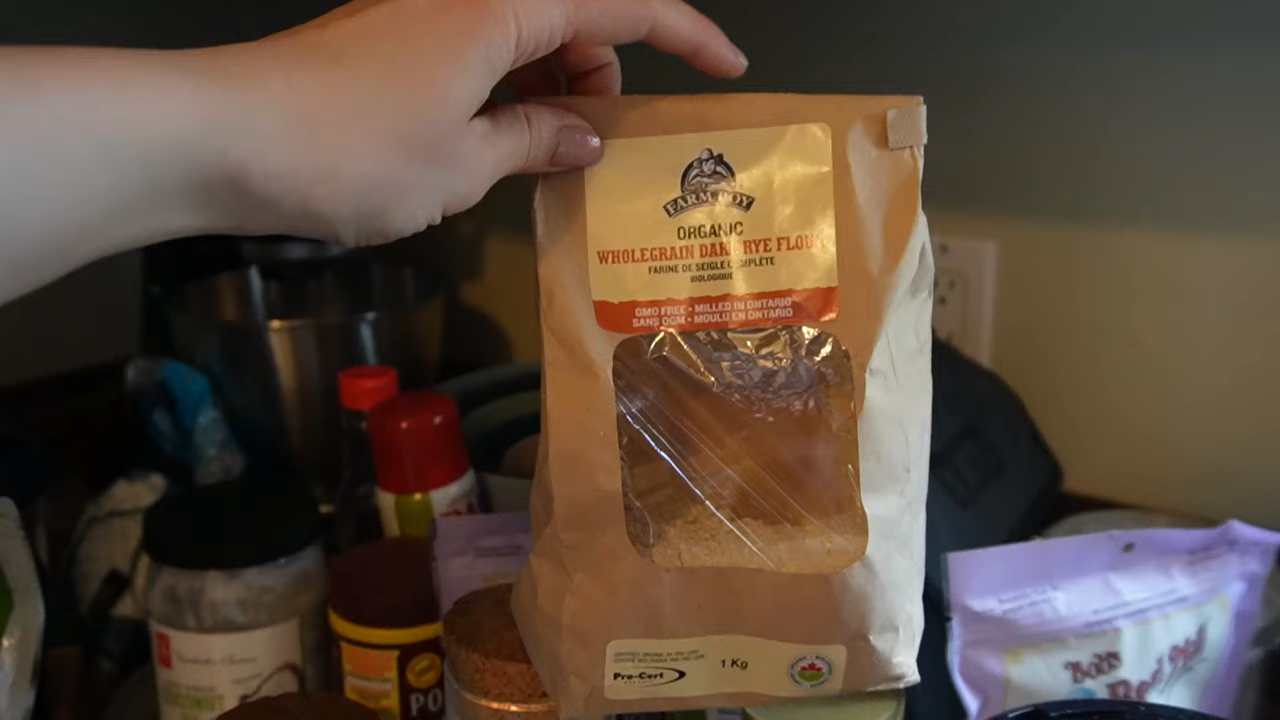 FARM BOY
ORGANIC
WHOLEGRAIN DARK RYE FLOUR
FARINE DE SEIGLE COMPLÈTE
BIOLOGIQUE
GMO FREE • MILLED IN ONTARIO
SANS OGM • MOULU EN ONTARIO
Pro-Cert
1 Kg
PO
Bob's
Red Mill